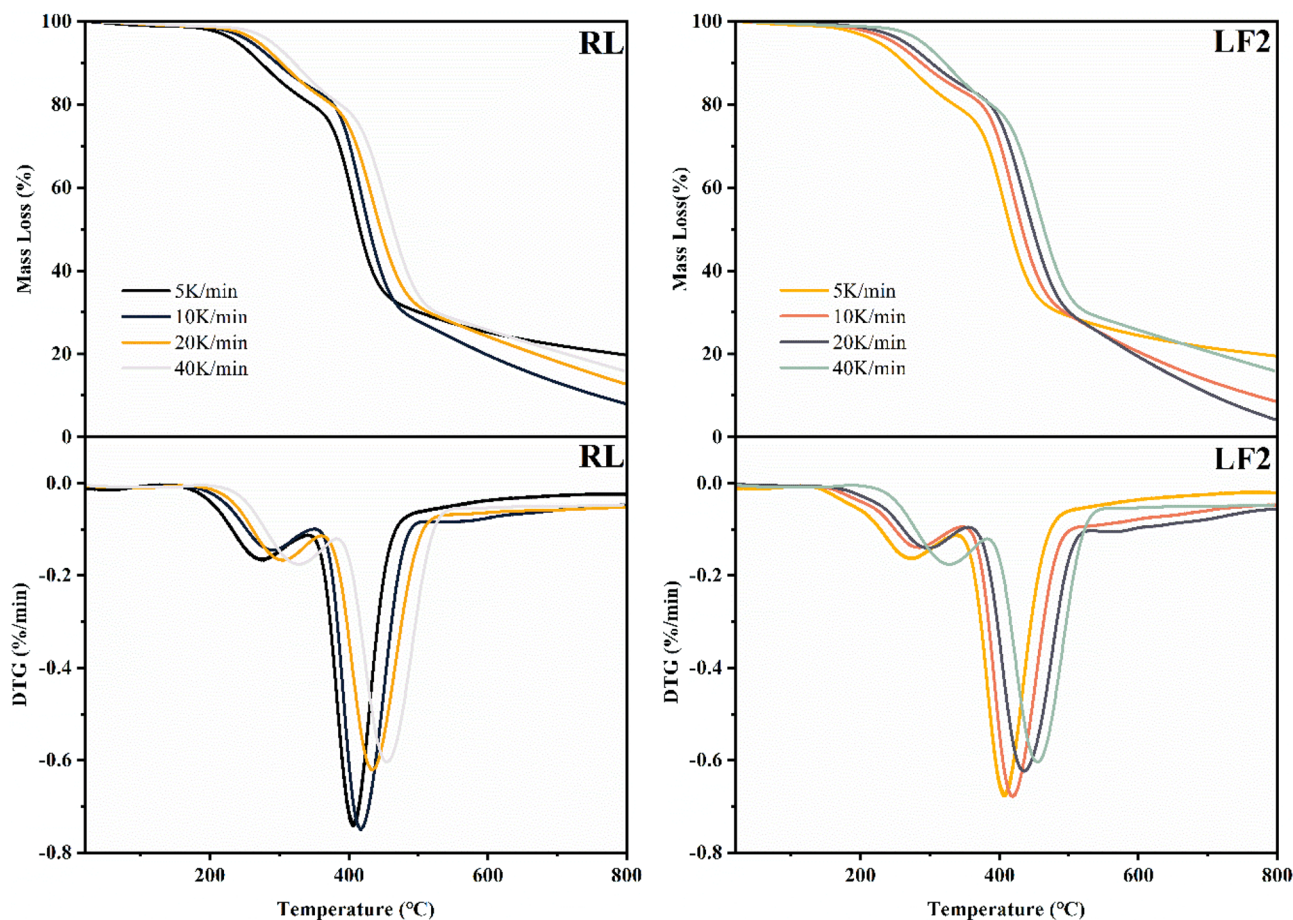 100
80
60
40
20
0
Mass Loss (%)
RL
5K/min
10K/min
20K/min
40K/min
0.0
-0.2
-0.4
-0.6
-0.8
DTG (%/min)
RL
200
400
600
800
Temperature (℃)
100
80
60
40
20
0
Mass Loss(%)
LF2
5K/min
10K/min
20K/min
40K/min
0.0
-0.2
-0.4
-0.6
-0.8
DTG (%/min)
LF2
200
400
600
800
Temperature (℃)